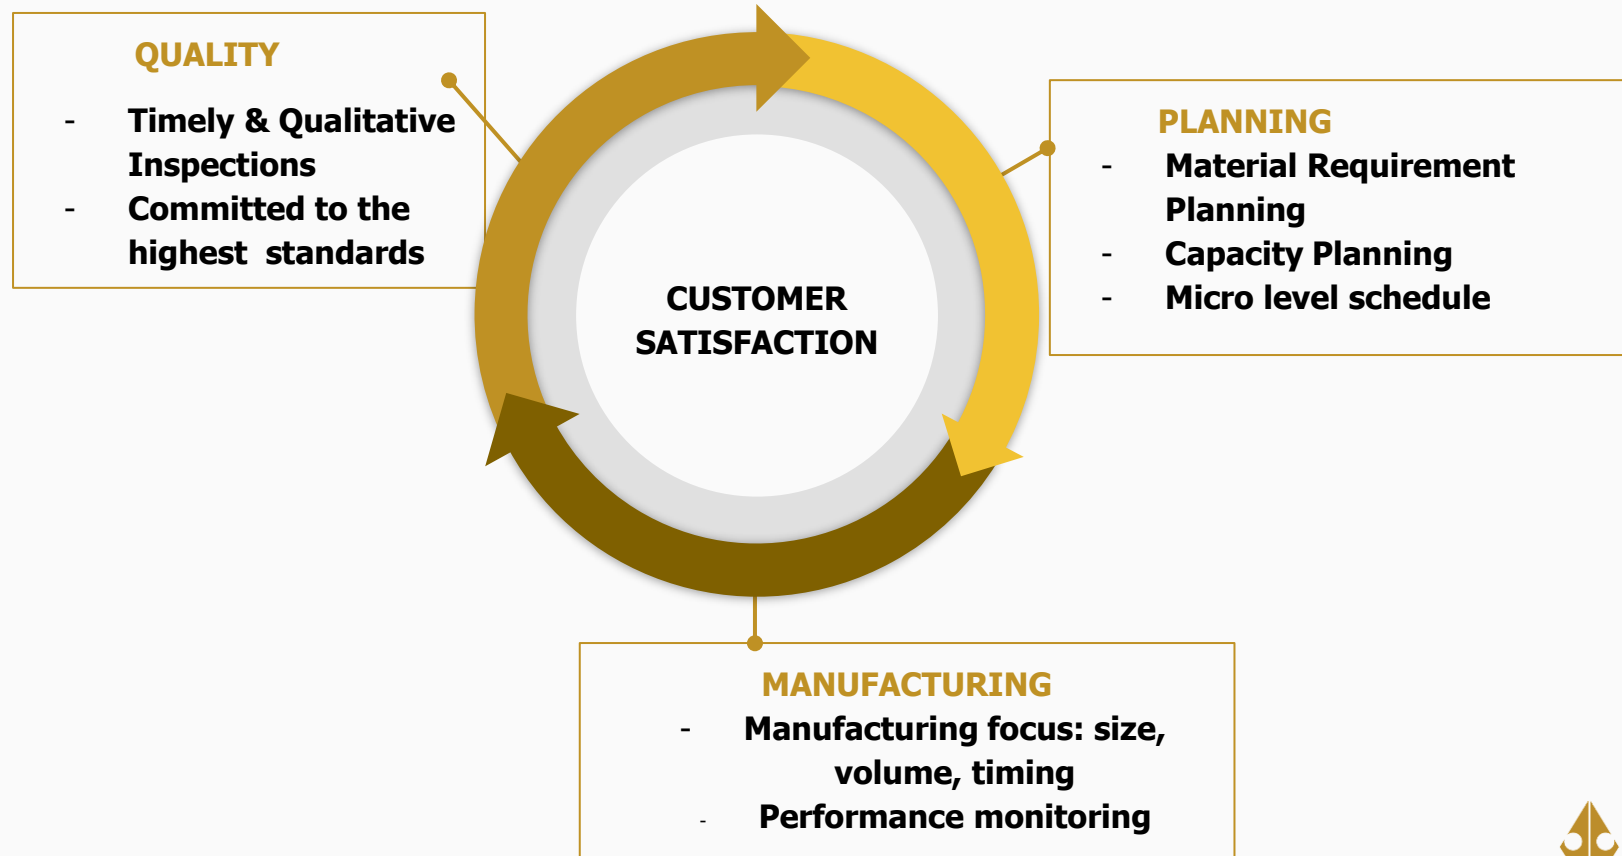 QUALITY
- Timely & Qualitative
Inspections
- Committed to the
highest  standards
CUSTOMER
SATISFACTION
PLANNING
- Material Requirement
Planning
- Capacity Planning
- Micro level schedule
MANUFACTURING
- Manufacturing focus: size,
volume, timing
- Performance monitoring